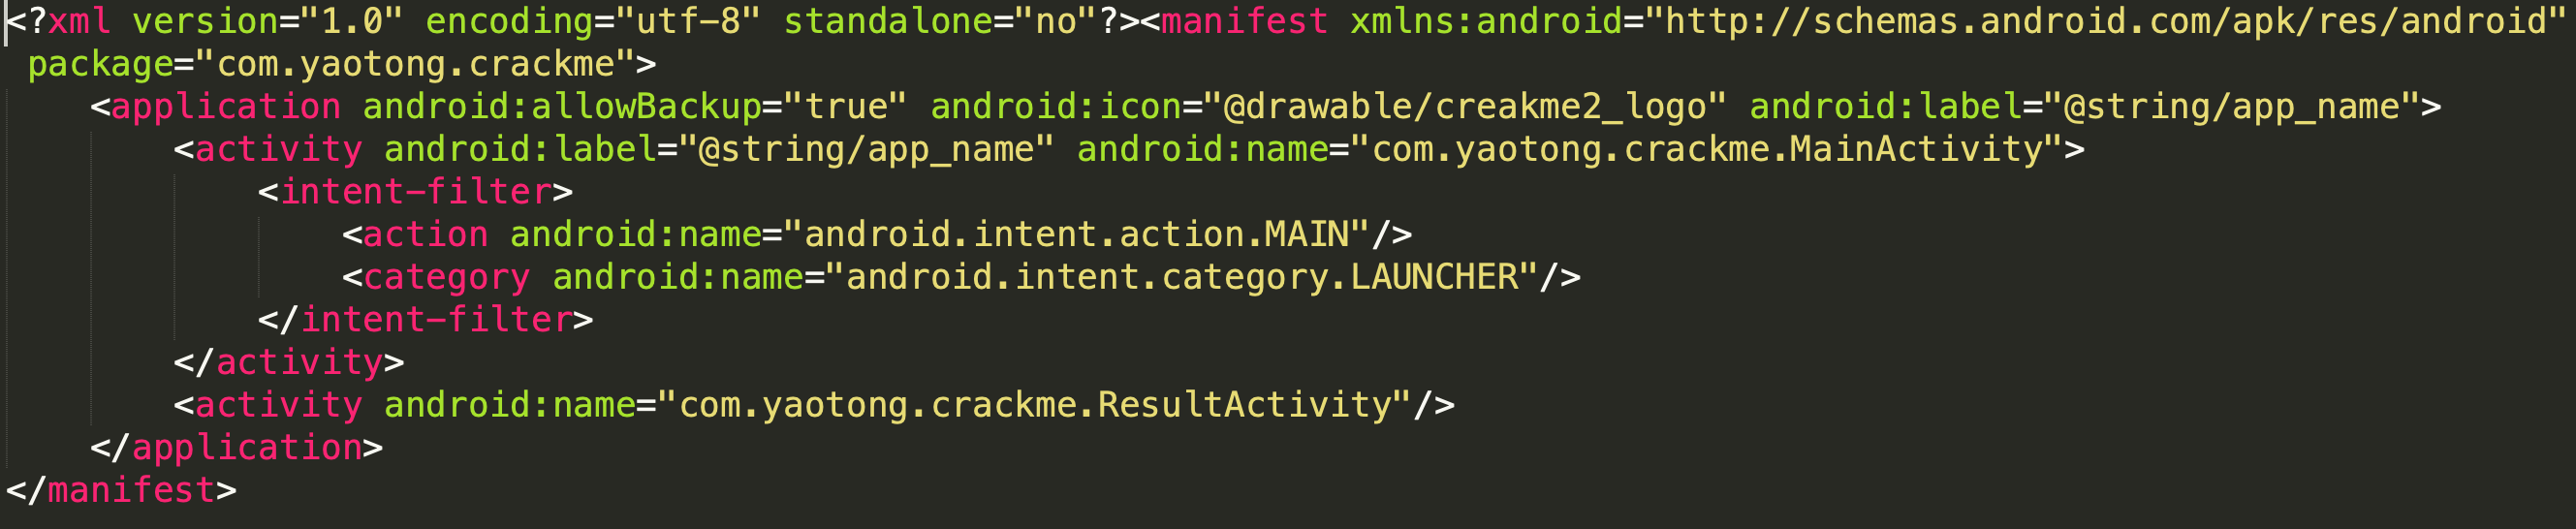 <?xml version="1.0" encoding="utf-8" standalone="no"?><manifest xmlns:android="http://schemas.android.com/apk/res/android"
 package="com.yaotong.crackme">
    <application android:allowBackup="true" android:icon="@drawable/creakme2_logo" android:label="@string/app_name">
        <activity android:label="@string/app_name" android:name="com.yaotong.crackme.MainActivity">
            <intent-filter>
                <action android:name="android.intent.action.MAIN"/>
                <category android:name="android.intent.category.LAUNCHER"/>
            </intent-filter>
        </activity>
        <activity android:name="com.yaotong.crackme.ResultActivity"/>
    </application>
</manifest>